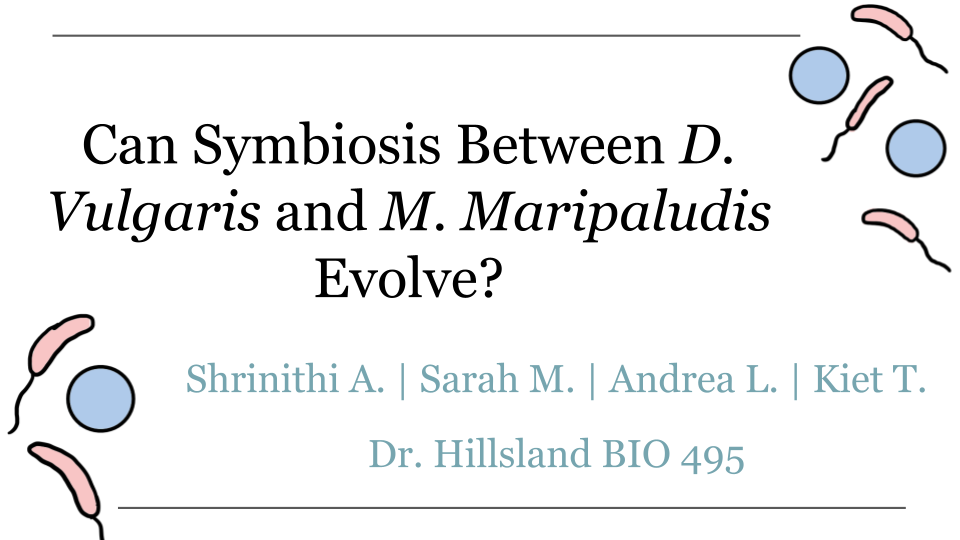 Can Symbiosis Between D.
Vulgaris and M. Maripaludis
Evolve?
Shrinithi A. | Sarah M. | Andrea L. | Kiet T.
Dr. Hillsland BIO 495